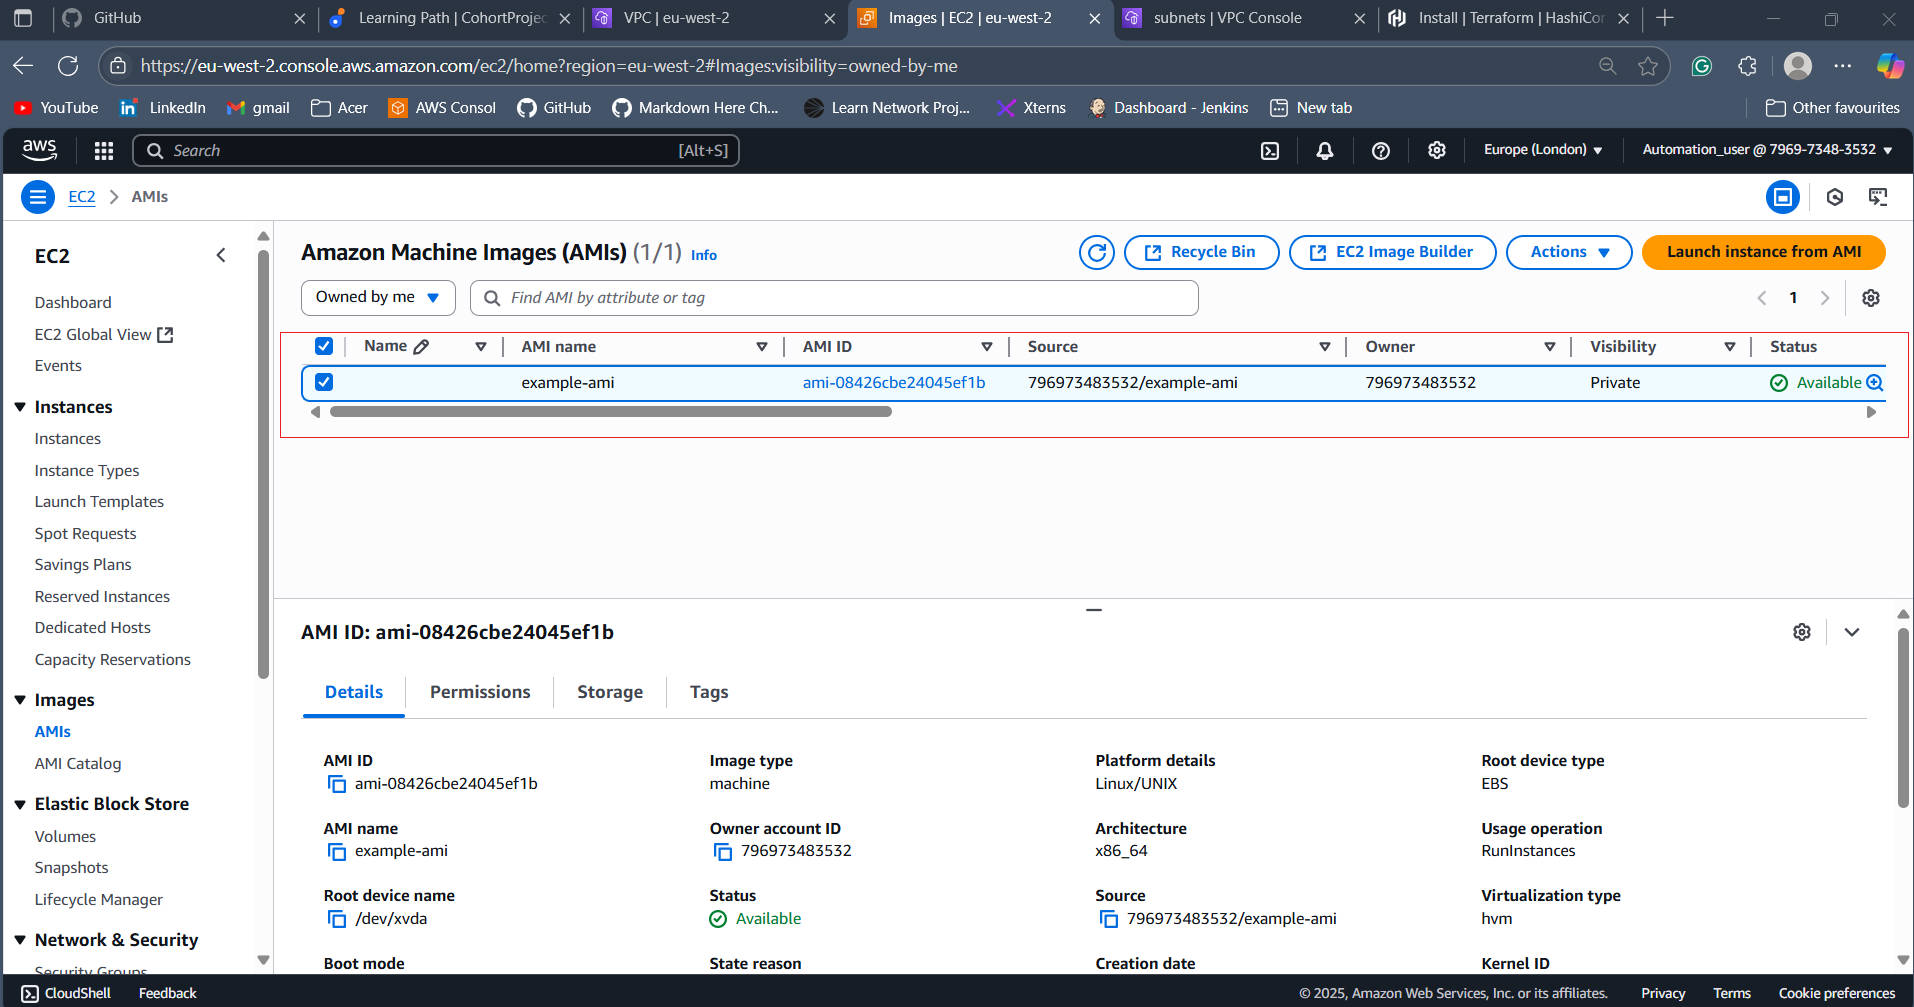 GitHub
Learning Path | CohortProjec
VPC | eu-west-2
Images | EC2 | eu-west-2
subnets | VPC Console
Install | Terraform | HashiCor
https://eu-west-2.console.aws.amazon.com/ec2/home?region=eu-west-2#Images:visibility=owned-by-me
YouTube
LinkedIn
gmail
Acer
AWS Consol
GitHub
Markdown Here Ch...
Learn Network Proj...
Xterns
Dashboard - Jenkins
New tab
Other favourites
aws
Search
[Alt+S]
Europe (London)
Automation_user @ 7969-7348-3532
EC2
AMIs
EC2
Dashboard
EC2 Global View
Events
Instances
Instances
Instance Types
Launch Templates
Spot Requests
Savings Plans
Reserved Instances
Dedicated Hosts
Capacity Reservations
Images
AMIs
AMI Catalog
Elastic Block Store
Volumes
Snapshots
Lifecycle Manager
Network & Security
Security Groups
Amazon Machine Images (AMIs) (1/1) Info
Recycle Bin
EC2 Image Builder
Actions
Launch instance from AMI
Owned by me
Find AMI by attribute or tag
1
Name
AMI name
AMI ID
Source
Owner
Visibility
Status
example-ami
ami-08426cbe24045ef1b
796973483532/example-ami
796973483532
Private
Available
AMI ID: ami-08426cbe24045ef1b
Details
Permissions
Storage
Tags
AMI ID
ami-08426cbe24045ef1b
Image type
machine
Platform details
Linux/UNIX
Root device type
EBS
AMI name
example-ami
Owner account ID
796973483532
Architecture
x86_64
Usage operation
RunInstances
Root device name
/dev/xvda
Status
Available
Source
796973483532/example-ami
Virtualization type
hvm
Boot mode
State reason
Creation date
Kernel ID
CloudShell
Feedback
© 2025, Amazon Web Services, Inc. or its affiliates.
Privacy
Terms
Cookie preferences